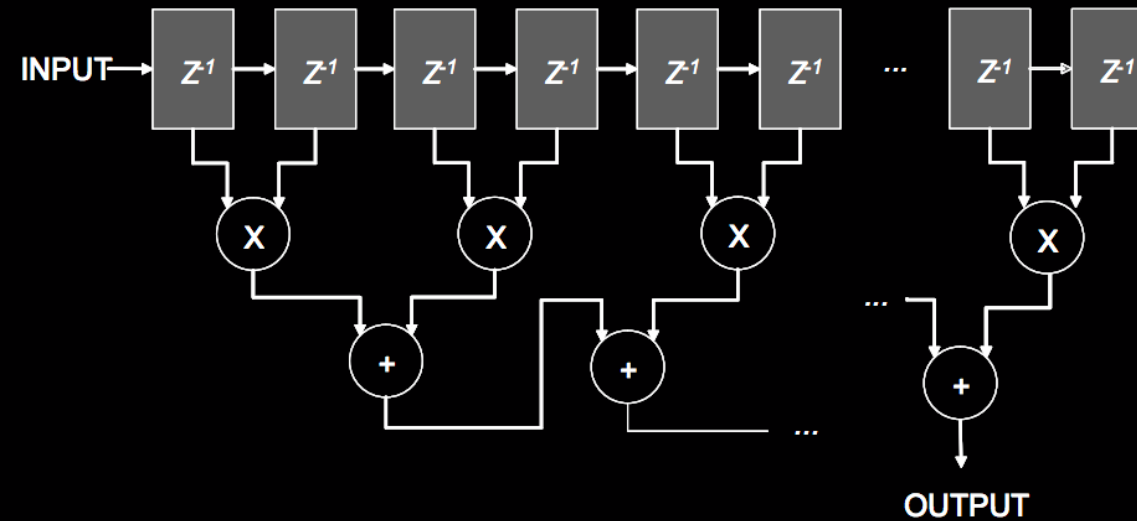 INPUT Z-1 Z-1 Z-1 Z-1 Z-1 Z-1 ... Z-1 Z-1
X X X X
...
+ + +
...
OUTPUT